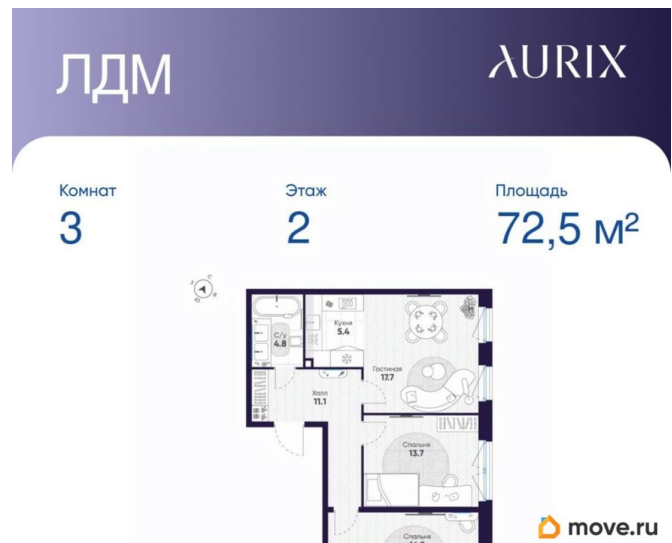 ЛДМ
AURIX
Комнат
3
Этаж
2
Площадь
72,5 м²
С/у
4.8
Кухня
5.4
Гостиная
17.7
Холл
11.1
Спальня
13.7
Спальня
move.ru